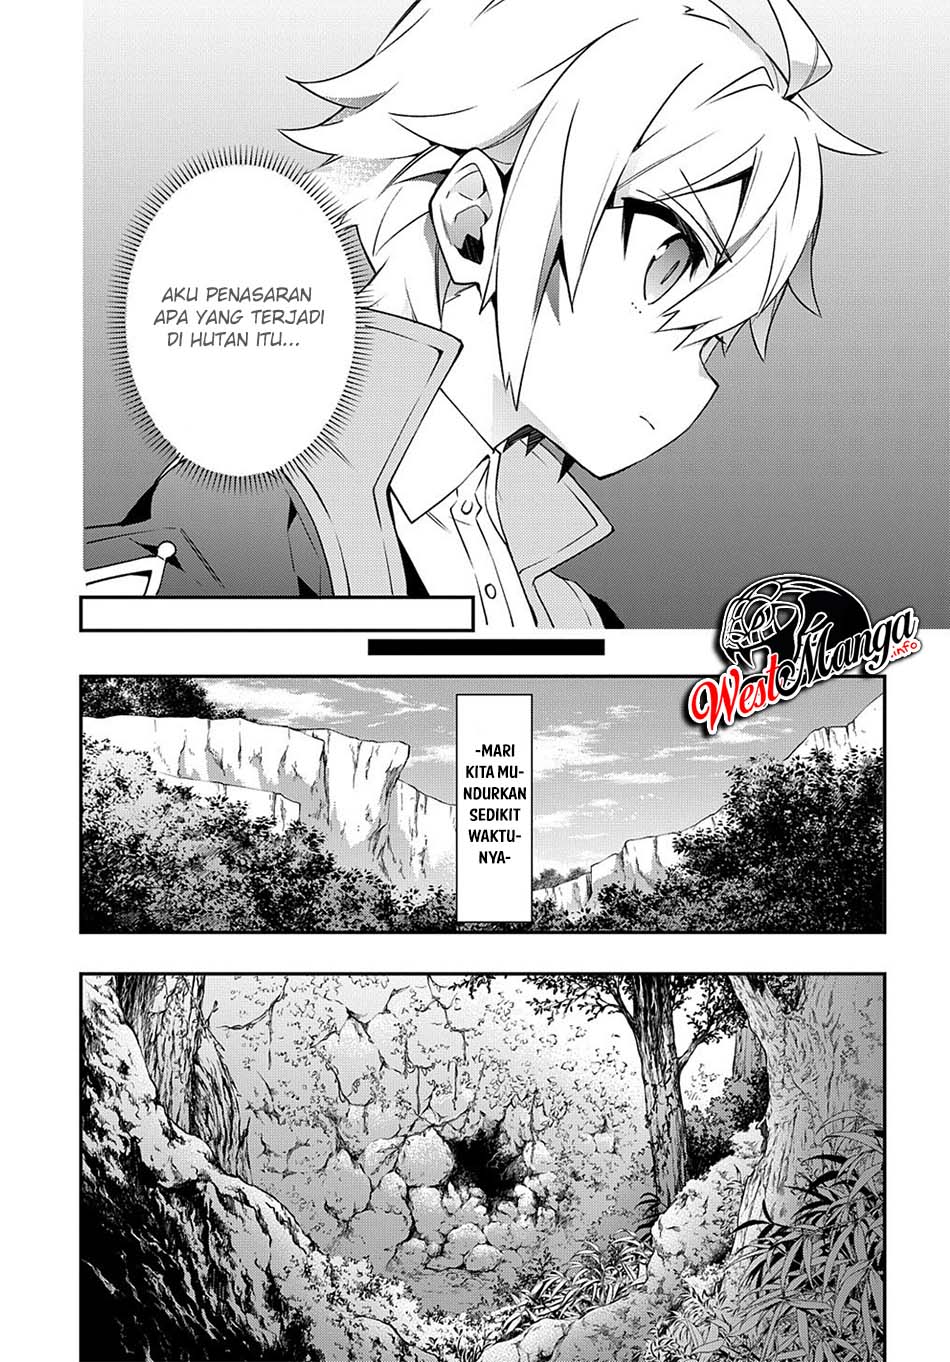 AKU PENASARAN
APA YANG TERJADI
DI HUTAN ITU...
WestManga
.info
-MARI
KITA MU-
NDURKAN
SEDIKIT
WAKTU-
NYA-